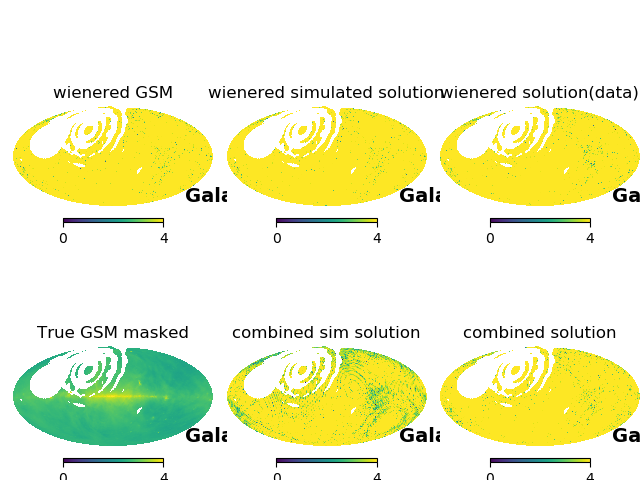 wienered GSM
wienered simulated solution
wienered solution(data)
Gala
Gala
Ga
0 4
0 4
0 4
True GSM masked
combined sim solution
combined solution
Gala
Gala
Ga
0 4
0 4
0 4